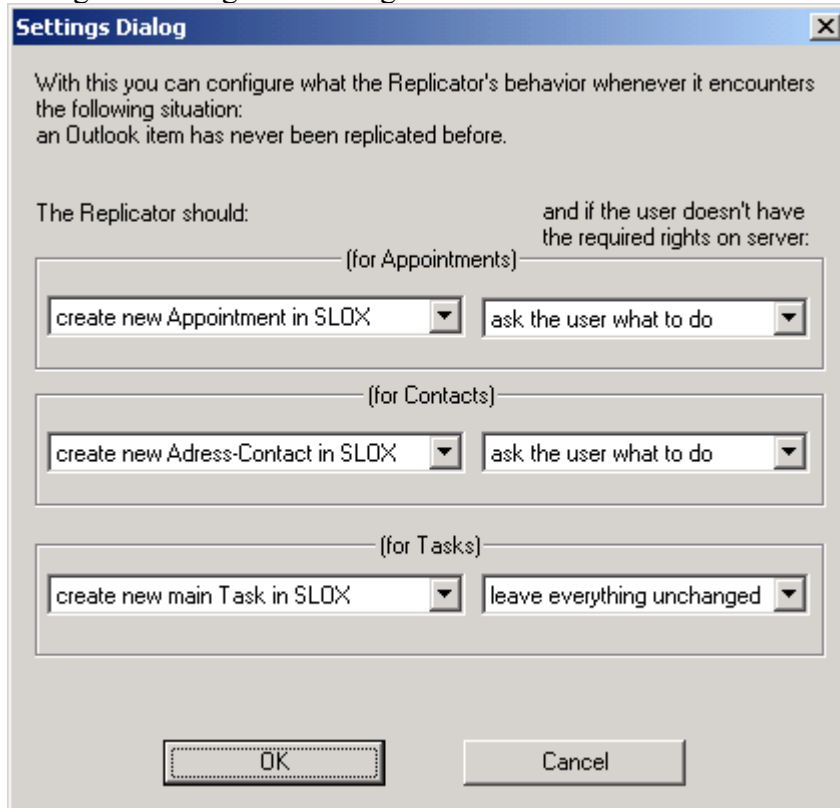 Settings Dialog
With this you can configure what the Replicator's behavior whenever it encounters
the following situation:
an Outlook item has never been replicated before.
The Replicator should:
and if the user doesn't have
the required rights on server:
(for Appointments)
create new Appointment in SLOX
ask the user what to do
(for Contacts)
create new Adress-Contact in SLOX
ask the user what to do
(for Tasks)
create new main Task in SLOX
leave everything unchanged
OK
Cancel